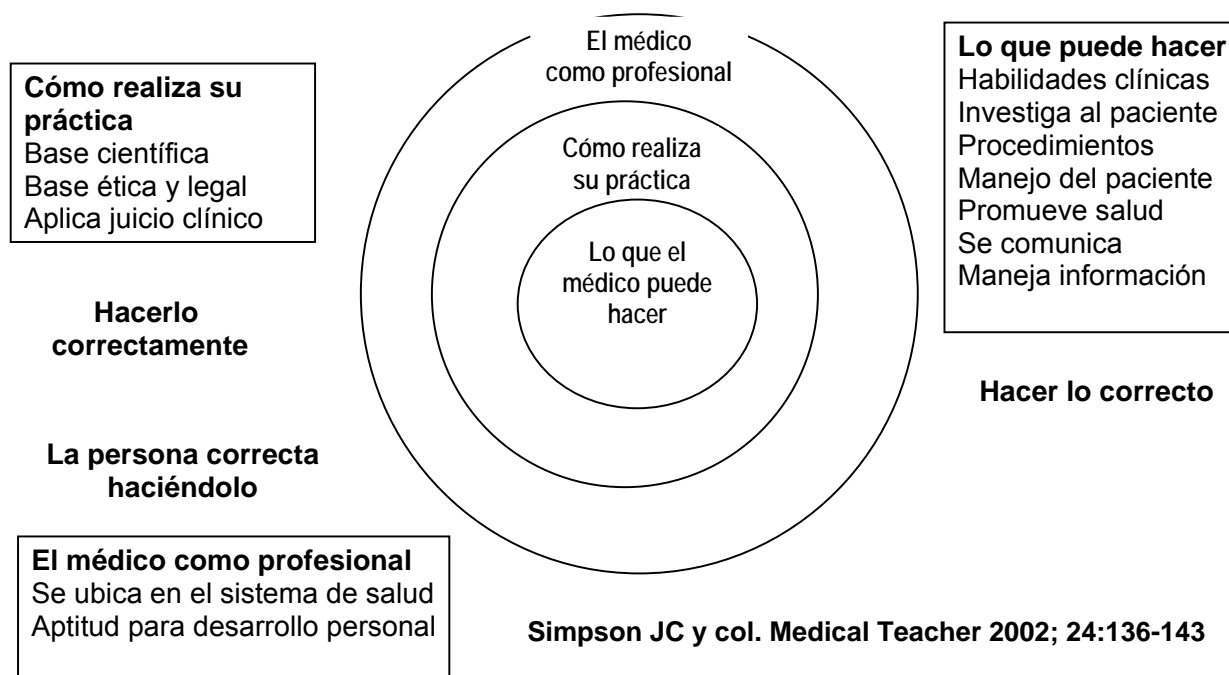 El médico
como profesional
Cómo realiza
su práctica
Lo que el
médico puede
hacer
Cómo realiza su
práctica
Base científica
Base ética y legal
Aplica juicio clínico
Hacerlo
correctamente
La persona correcta
haciéndolo
El médico como profesional
Se ubica en el sistema de salud
Aptitud para desarrollo personal
Lo que puede hacer
Habilidades clínicas
Investiga al paciente
Procedimientos
Manejo del paciente
Promueve salud
Se comunica
Maneja información
Hacer lo correcto
Simpson JC y col. Medical Teacher 2002; 24:136-143